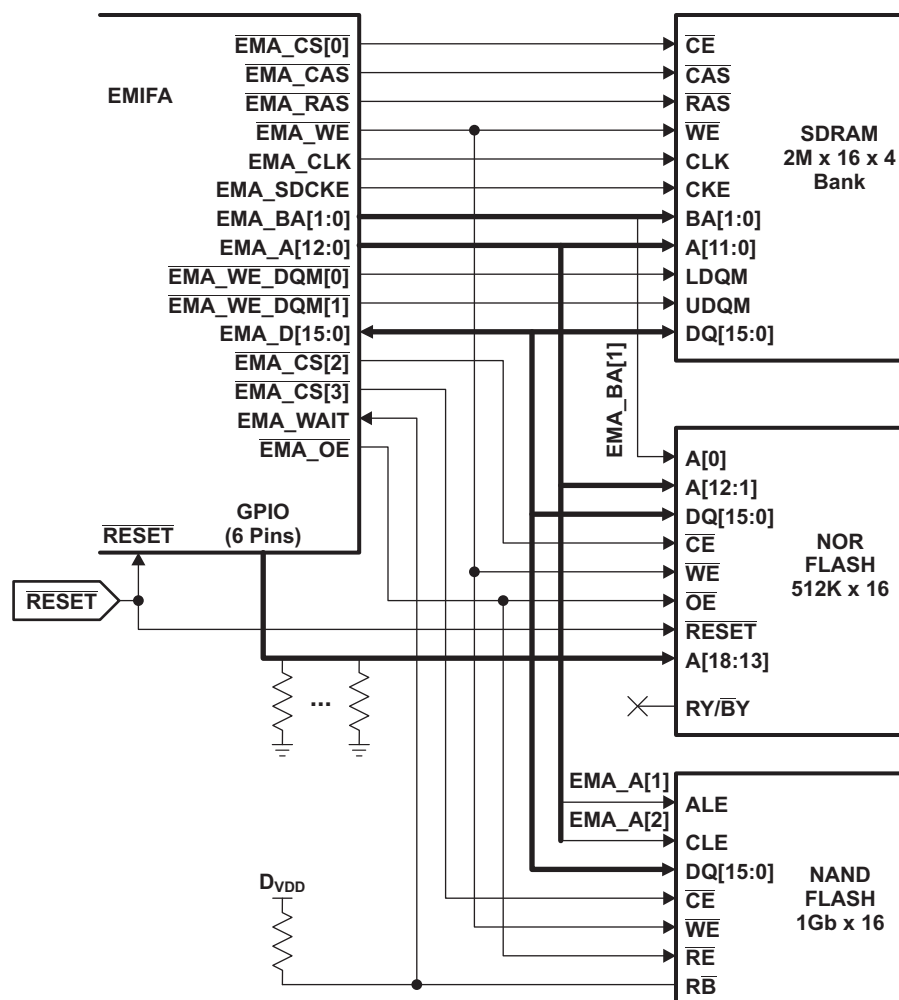 EMIFA
EMA_CS[0]
EMA_CAS
EMA_RAS
EMA_WE
EMA_CLK
EMA_SDCKE
EMA_BA[1:0]
EMA_A[12:0]
EMA_WE_DQM[0]
EMA_WE_DQM[1]
EMA_D[15:0]
EMA_CS[2]
EMA_CS[3]
EMA_WAIT
EMA_OE
GPIO
(6 Pins)
RESET
RESET
...
EMA_BA[1]
CE
CAS
RAS
WE
CLK
CKE
BA[1:0]
A[11:0]
LDQM
UDQM
DQ[15:0]
SDRAM
2M x 16 x 4
Bank
A[0]
A[12:1]
DQ[15:0]
CE
WE
OE
RESET
A[18:13]
RY/BY
NOR
FLASH
512K x 16
EMA_A[1]
EMA_A[2]
ALE
CLE
DQ[15:0]
CE
WE
RE
RB
NAND
FLASH
1Gb x 16
DVDD